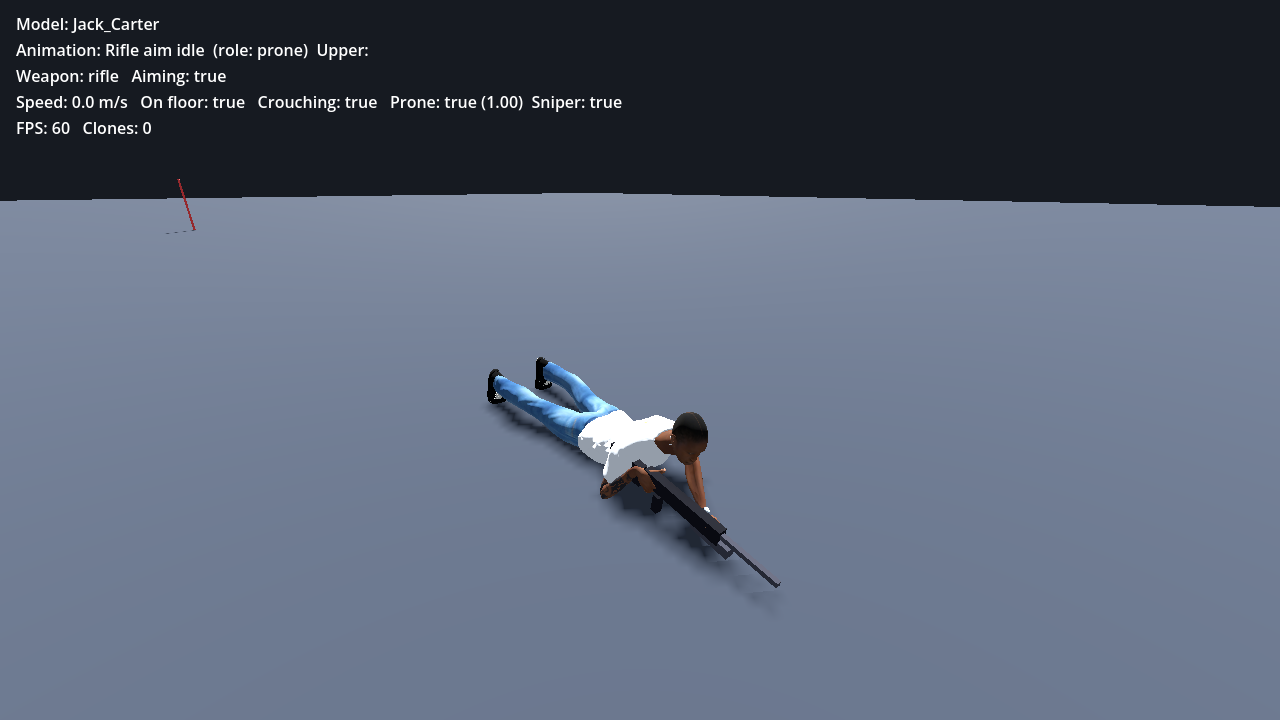 Model: Jack_Carter
Animation: Rifle aim idle  (role: prone)  Upper:
Weapon: rifle   Aiming: true
Speed: 0.0 m/s   On floor: true   Crouching: true   Prone: true (1.00)  Sniper: true
FPS: 60   Clones: 0